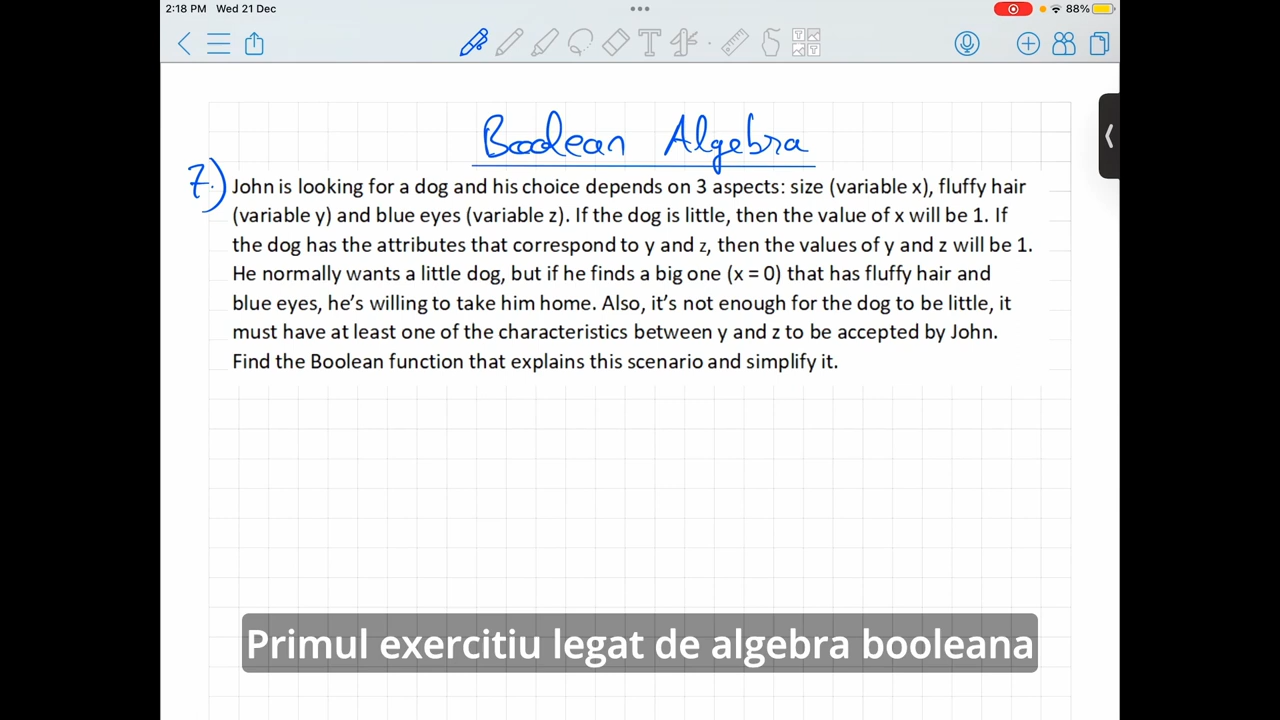 2:18 PM Wed 21 Dec
88%
Boolean Algebra
7.) John is looking for a dog and his choice depends on 3 aspects: size (variable x), fluffy hair
(variable y) and blue eyes (variable z). If the dog is little, then the value of x will be 1. If
the dog has the attributes that correspond to y and z, then the values of y and z will be 1.
He normally wants a little dog, but if he finds a big one (x = 0) that has fluffy hair and
blue eyes, he’s willing to take him home. Also, it’s not enough for the dog to be little, it
must have at least one of the characteristics between y and z to be accepted by John.
Find the Boolean function that explains this scenario and simplify it.
Primul exercitiu legat de algebra booleana